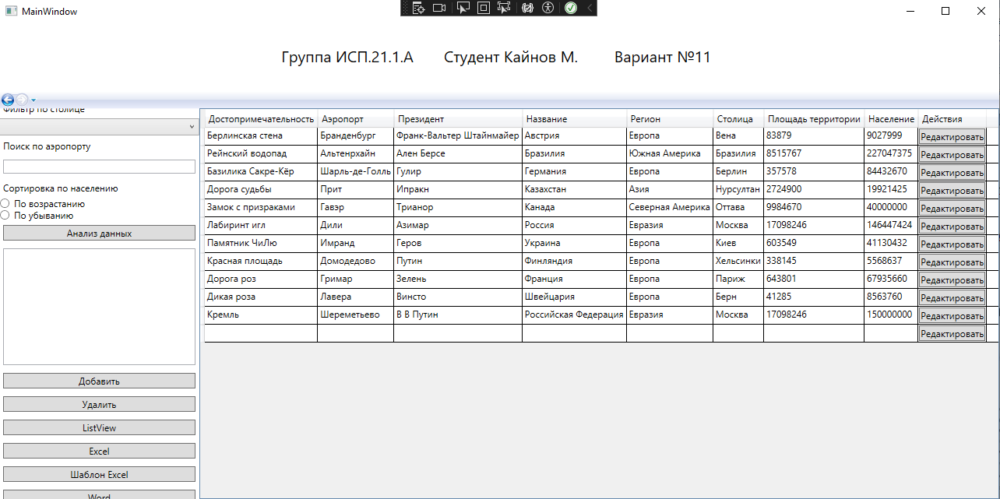 MainWindow
Группа ИСП.21.1.А Студент Кайнов М. Вариант №11
Фильтр по столице
Поиск по аэропорту
Сортировка по населению
По возрастанию
По убыванию
Анализ данных
Добавить
Удалить
ListView
Excel
Шаблон Excel
Word
Достопримечательность Аэропорт Президент Название Регион Столица Площадь территории Население Действия
Берлинская стена Бранденбург Франк-Вальтер Штайнмайер Австрия Европа Вена 83879 9027999 Редактировать
Рейнский водопад Альтенрхайн Ален Берсе Бразилия Южная Америка Бразилия 8515767 227047375 Редактировать
Базилика Сакре-Кёр Шарль-де-Голль Гулир Германия Европа Берлин 357578 84432670 Редактировать
Дорога судьбы Прит Ипракн Казахстан Азия Нурсултан 2724900 19921425 Редактировать
Замок с призраками Гавэр Трианор Канада Северная Америка Оттава 9984670 40000000 Редактировать
Лабиринт игл Дили Азимар Россия Евразия Москва 17098246 146447424 Редактировать
Памятник ЧиЛю Имранд Геров Украина Европа Киев 603549 41130432 Редактировать
Красная площадь Домодедово Путин Финляндия Европа Хельсинки 338145 5568637 Редактировать
Дорога роз Гримар Зелень Франция Европа Париж 643801 67935660 Редактировать
Дикая роза Лавера Винсто Швейцария Европа Берн 41285 8563760 Редактировать
Кремль Шереметьево В В Путин Российская Федерация Евразия Москва 17098246 150000000 Редактировать
Редактировать